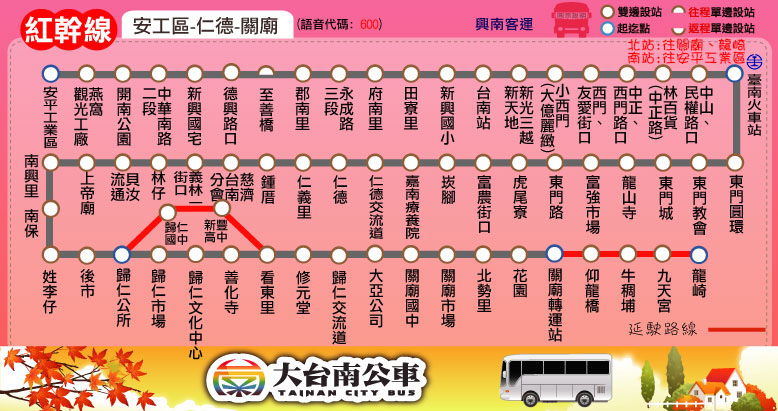 紅幹線
安工區-仁德-關廟
(語音代碼: 600)
興南客運
雙邊設站
往程單邊設站
起迄點
返程單邊設站
北站:往關廟、龍崎
南站:往安平工業區
安平工業區
燕窩觀光工廠
開南公園
中華南路二段
新興國宅
德興路口
至善橋
郡南里
永成路三段
府南里
田寮里
新興國小
台南站
新光三越新天地
小西門(大億麗緻)
西門、友愛街口
中正、西門路口
林百貨(中正路)
中山、民權路口
臺南火車站
東門圓環
東門教會
東門城
龍山寺
富強市場
東門路
虎尾寮
富農街口
崁腳
嘉南療養院
仁德交流道
仁德
仁義里
鍾厝
慈濟台南分會
義林一街口
林仔
貝汝流通
上帝廟
南興里
南保
姓李仔
後市
歸仁公所
歸仁市場
歸仁文化中心
善化寺
看東里
修元堂
歸仁交流道
大亞公司
關廟國中
關廟市場
北勢里
花園
關廟轉運站
仰龍橋
牛稠埔
九天宮
龍崎
歸仁國中
新豐高中
延駛路線
大台南公車
TAINAN CITY BUS